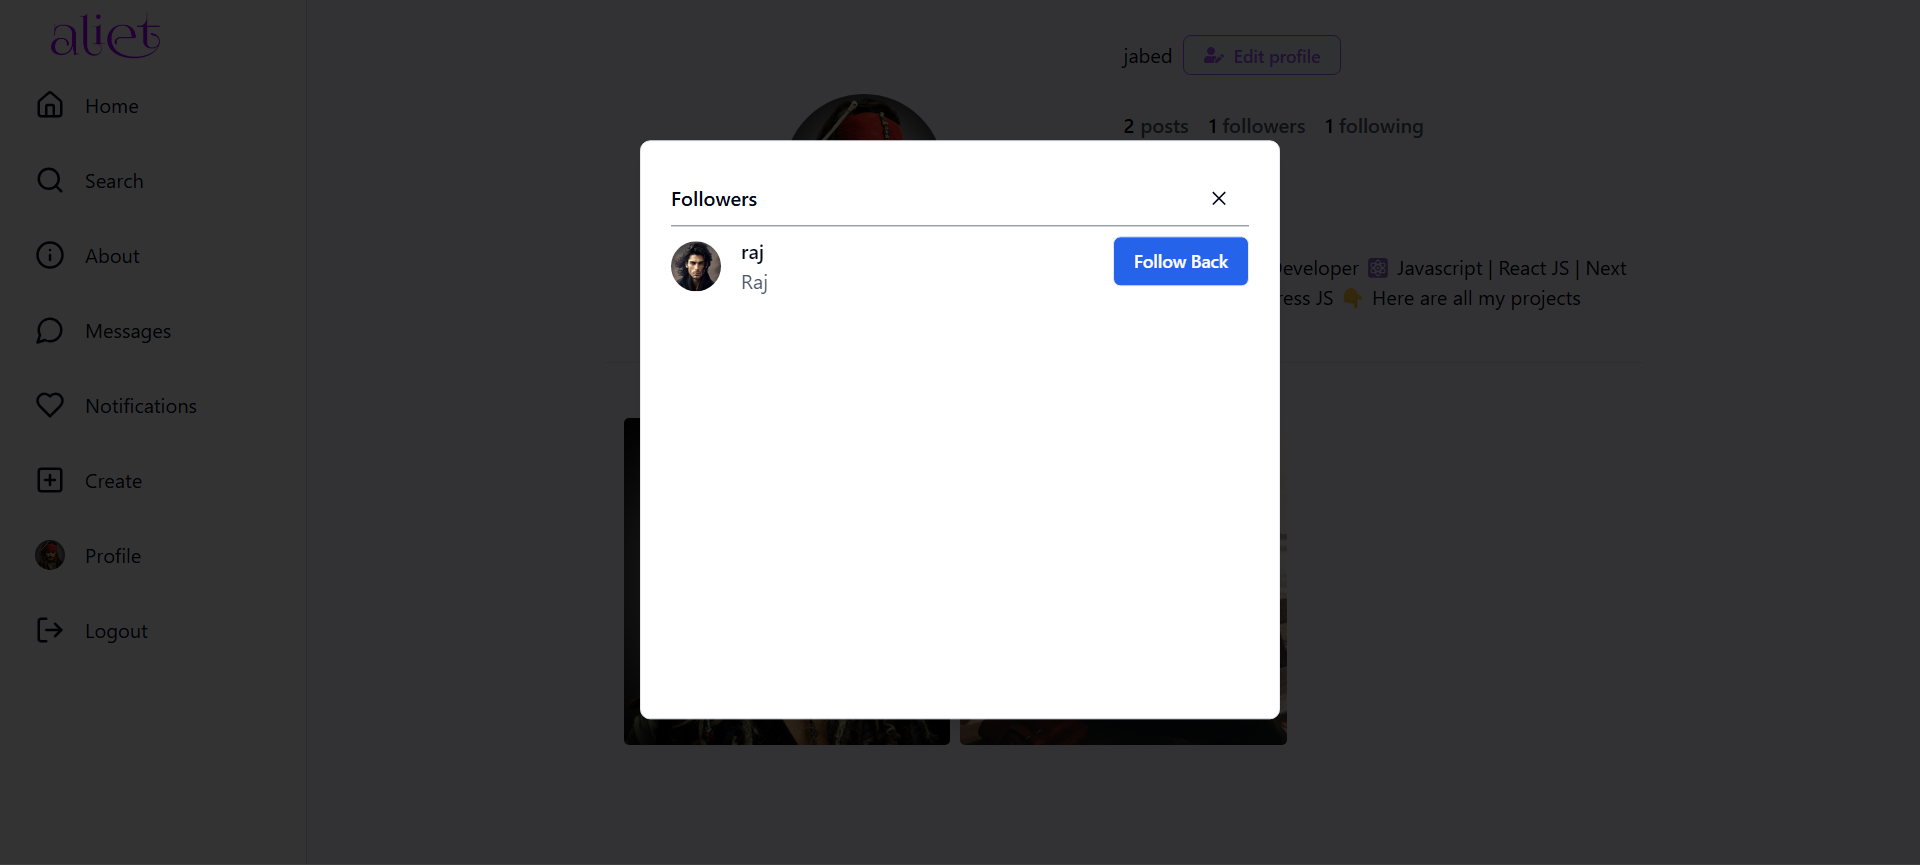 aliet
Home
Search
About
Messages
Notifications
Create
Profile
Logout
jabed Edit profile
2 posts 1 followers 1 following
eveloper ⚛️ Javascript | React JS | Next
ess JS 👇 Here are all my projects
Followers
raj
Raj
Follow Back